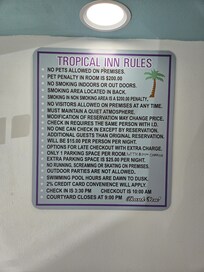 TROPICAL INN RULES
NO PETS ALLOWED ON PREMISES.
PET PENALTY IN ROOM IS $200.00
NO SMOKING INDOORS OR OUT DOORS.
SMOKING AREA LOCATED IN BACK.
SMOKING IN NON SMOKING AREA IS A $200.00 PENALTY.
NO VISITORS ALLOWED ON PREMISES AT ANY TIME.
MUST MAINTAIN A QUIET ATMOSPHERE.
MODIFICATION OF RESERVATION MAY CHANGE PRICE.
CHECK IN REQUIRES THE SAME PERSON WITH I.D.
NO ONE CAN CHECK IN EXCEPT BY RESERVATION.
ADDITIONAL GUESTS THAN ORIGINAL RESERVATION.
WILL BE $15.00 PER PERSON PER NIGHT.
OPTIONS FOR LATE CHECKOUT WITH EXTRA CHARGE.
ONLY 1 PARKING SPACE PER ROOM.
EXTRA PARKING SPACE IS $25.00 PER NIGHT.
NO RUNNING, SCREAMING OR SKATING ON PREMISES.
OUTDOOR PARTIES ARE NOT ALLOWED.
SWIMMING POOL HOURS ARE DAWN TO DUSK.
2% CREDIT CARD CONVENIENCE WILL APPLY.
CHECK IN IS 3:30 PM CHECKOUT IS 10:00 AM
COURTYARD CLOSES AT 9:00 PM Thank You!